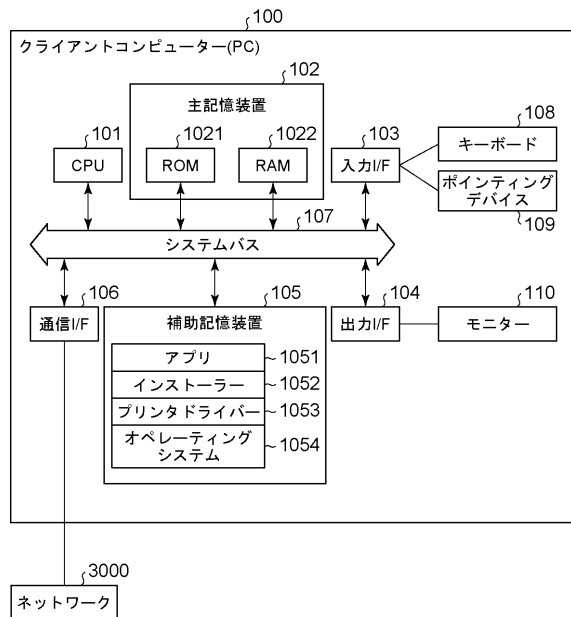 100
クライアントコンピューター(PC)
102
主記憶装置
101
CPU
1021
ROM
1022
RAM
103
入力I/F
108
キーボード
ポインティング
デバイス
109
107
システムバス
106
通信I/F
105
補助記憶装置
アプリ
1051
インストーラー
1052
プリンタドライバー
1053
オペレーティング
システム
1054
104
出力I/F
110
モニター
3000
ネットワーク